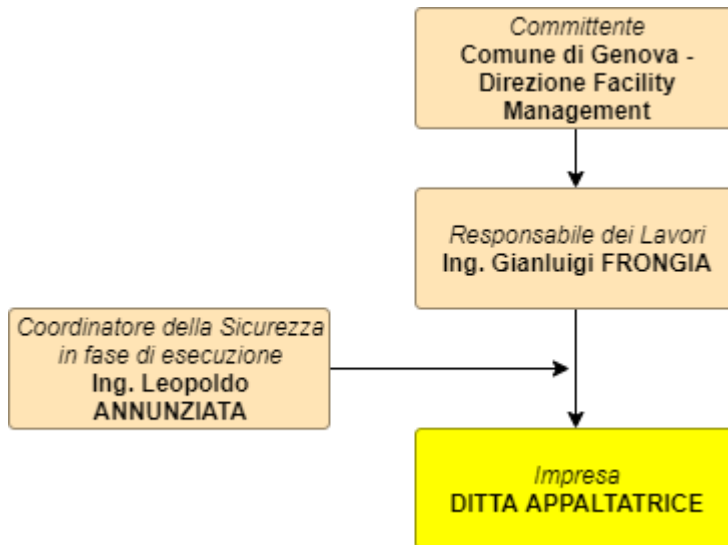 Committente
Comune di Genova -
Direzione Facility
Management
Responsabile dei Lavori
Ing. Gianluigi FRONGIA
Coordinatore della Sicurezza
in fase di esecuzione
Ing. Leopoldo
ANNUNZIATA
Impresa
DITTA APPALTATRICE